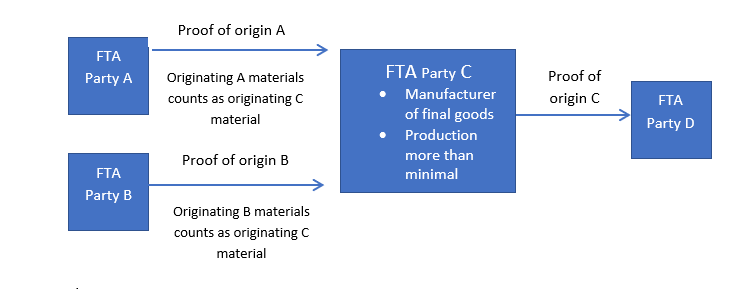 Proof of origin A
FTA
Party A
Originating A materials
counts as originating C
material
FTA
Party B
Proof of origin B
Originating B materials
counts as originating C
material
FTA Party C
• Manufacturer
of final goods
• Production
more than
minimal
Proof of
origin C
FTA
Party D